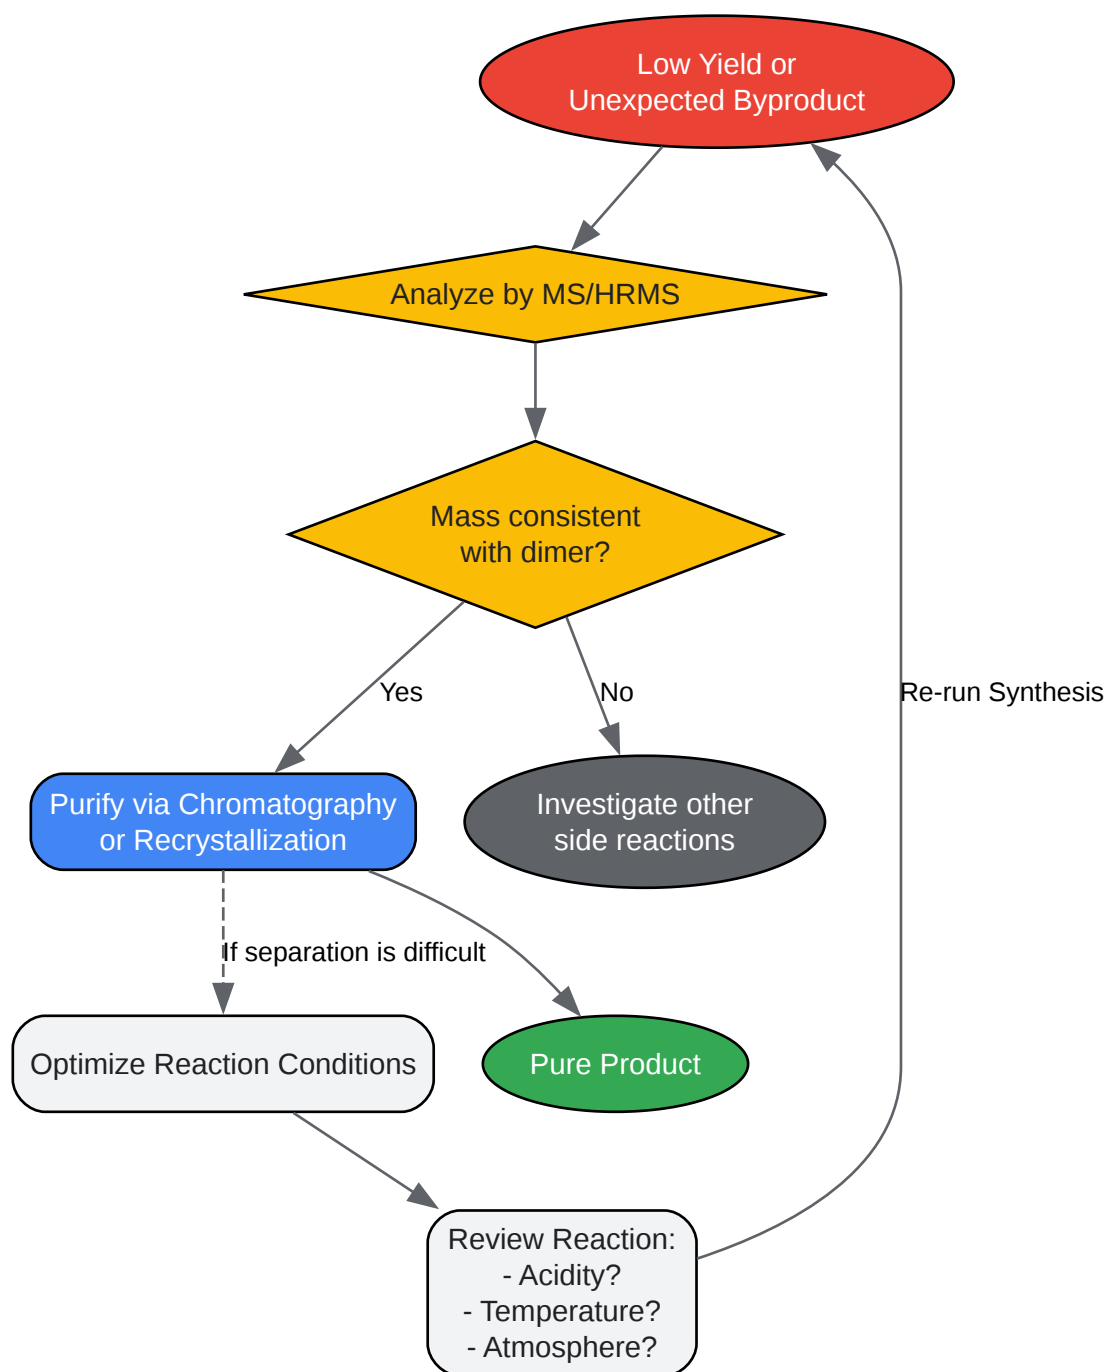 Low Yield or
Unexpected Byproduct
Analyze by MS/HRMS
Mass consistent
with dimer?
Yes
No
Re-run Synthesis
Purify via Chromatography
or Recrystallization
Investigate other
side reactions
If separation is difficult
Optimize Reaction Conditions
Pure Product
Review Reaction:
- Acidity?
- Temperature?
- Atmosphere?